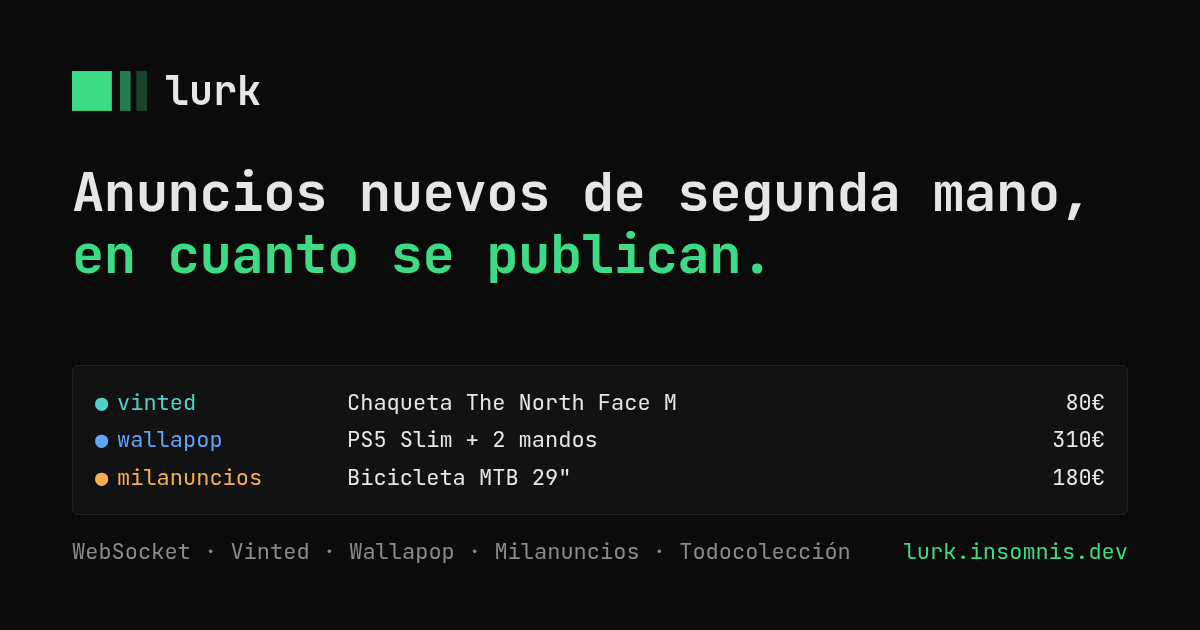 lurk
Anuncios nuevos de segunda mano,
en cuanto se publican.
vinted Chaqueta The North Face M 80€
wallapop PS5 Slim + 2 mandos 310€
milanuncios Bicicleta MTB 29" 180€
WebSocket · Vinted · Wallapop · Milanuncios · Todocolección lurk.insomnis.dev